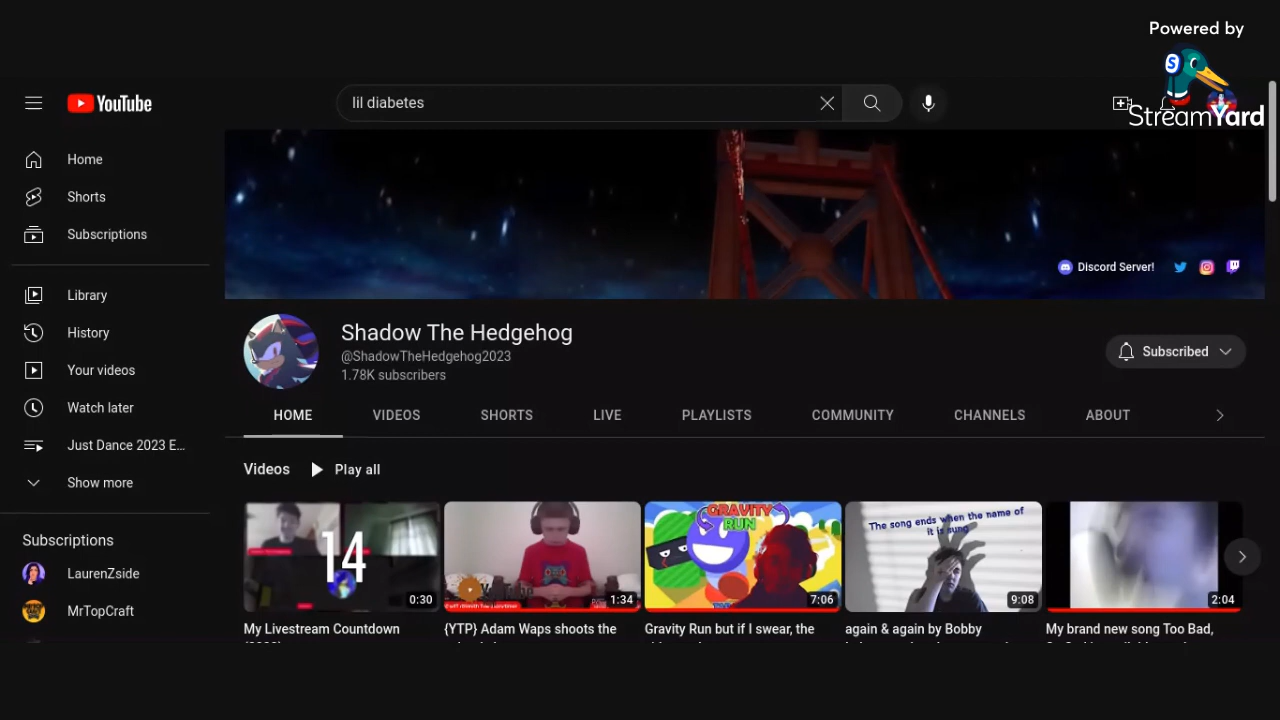 Powered by
StreamYard
YouTube
lil diabetes
Home
Shorts
Subscriptions
Library
History
Your videos
Watch later
Just Dance 2023 E...
Show more
Subscriptions
LaurenZside
MrTopCraft
Discord Server!
Shadow The Hedgehog
@ShadowTheHedgehog2023
1.78K subscribers
Subscribed
HOME VIDEOS SHORTS LIVE PLAYLISTS COMMUNITY CHANNELS ABOUT
Videos Play all
14
0:30
My Livestream Countdown
1:34
{YTP} Adam Waps shoots the
GRAVITY
RUN
7:06
Gravity Run but if I swear, the
The song ends when the name of
it is sung
9:08
again & again by Bobby
2:04
My brand new song Too Bad,